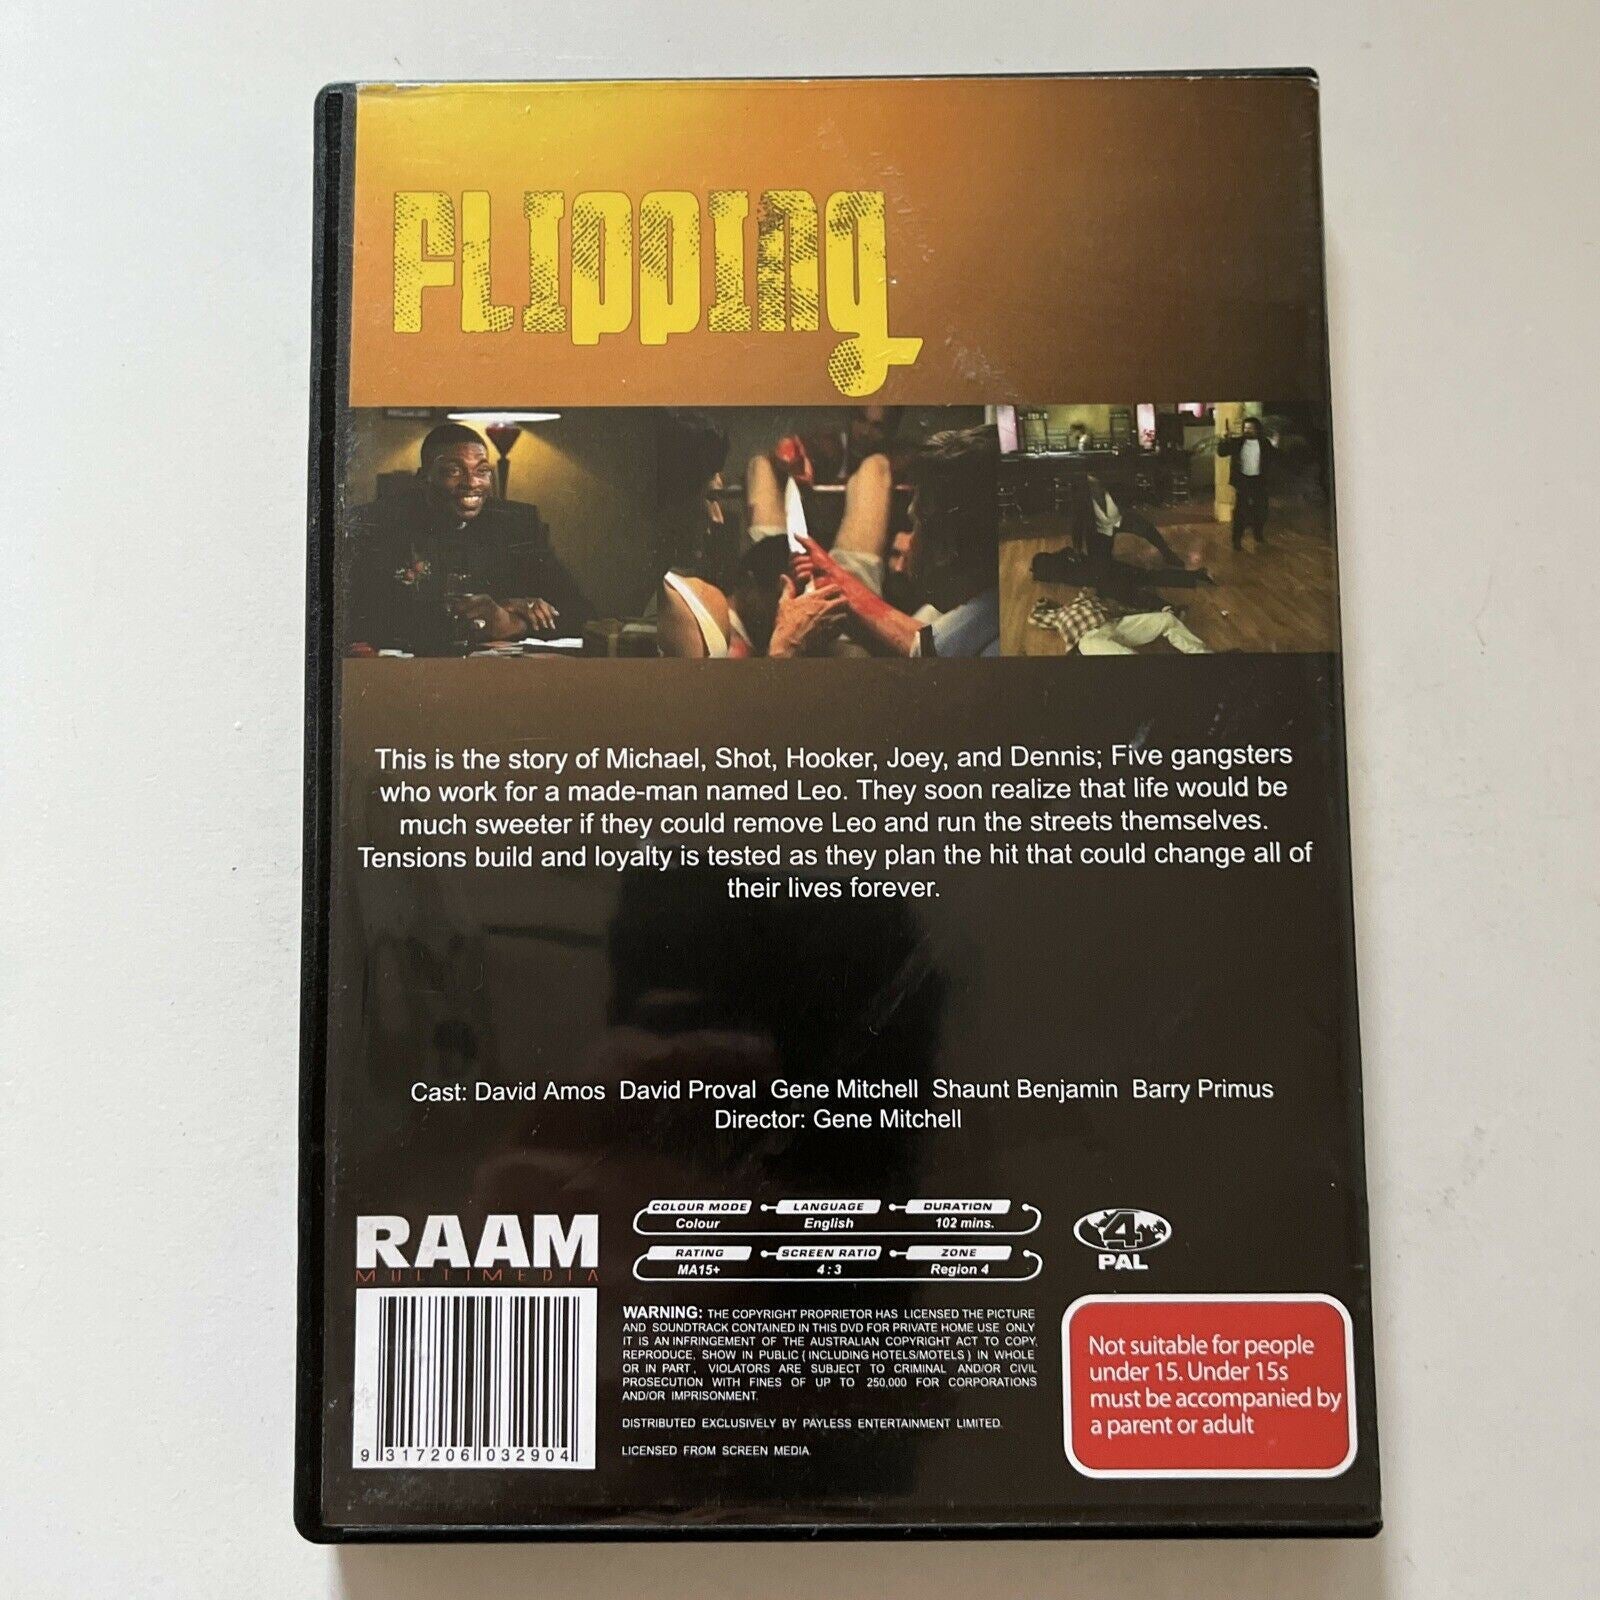 FLIPPING
This is the story of Michael, Shot, Hooker, Joey, and Dennis; Five gangsters
who work for a made-man named Leo. They soon realize that life would be
much sweeter if they could remove Leo and run the streets themselves.
Tensions build and loyalty is tested as they plan the hit that could change all of
their lives forever.
Cast: David Amos David Proval Gene Mitchell Shaunt Benjamin Barry Primus
Director: Gene Mitchell
RAAM
MULTIMEDIA
COLOUR MODE LANGUAGE DURATION
Colour English 102 mins.
RATING SCREEN RATIO ZONE
MA15+ 4:3 Region 4
4
PAL
WARNING: THE COPYRIGHT PROPRIETOR HAS LICENSED THE PICTURE
AND SOUNDTRACK CONTAINED IN THIS DVD FOR PRIVATE HOME USE ONLY
IT IS AN INFRINGEMENT OF THE AUSTRALIAN COPYRIGHT ACT TO COPY,
REPRODUCE, SHOW IN PUBLIC ( INCLUDING HOTELS/MOTELS ) IN WHOLE
OR IN PART, VIOLATORS ARE SUBJECT TO CRIMINAL AND/OR CIVIL
PROSECUTION WITH FINES OF UP TO 250,000 FOR CORPORATIONS
AND/OR IMPRISONMENT.
DISTRIBUTED EXCLUSIVELY BY PAYLESS ENTERTAINMENT LIMITED.
LICENSED FROM SCREEN MEDIA.
9 317206 032904
Not suitable for people
under 15. Under 15s
must be accompanied by
a parent or adult